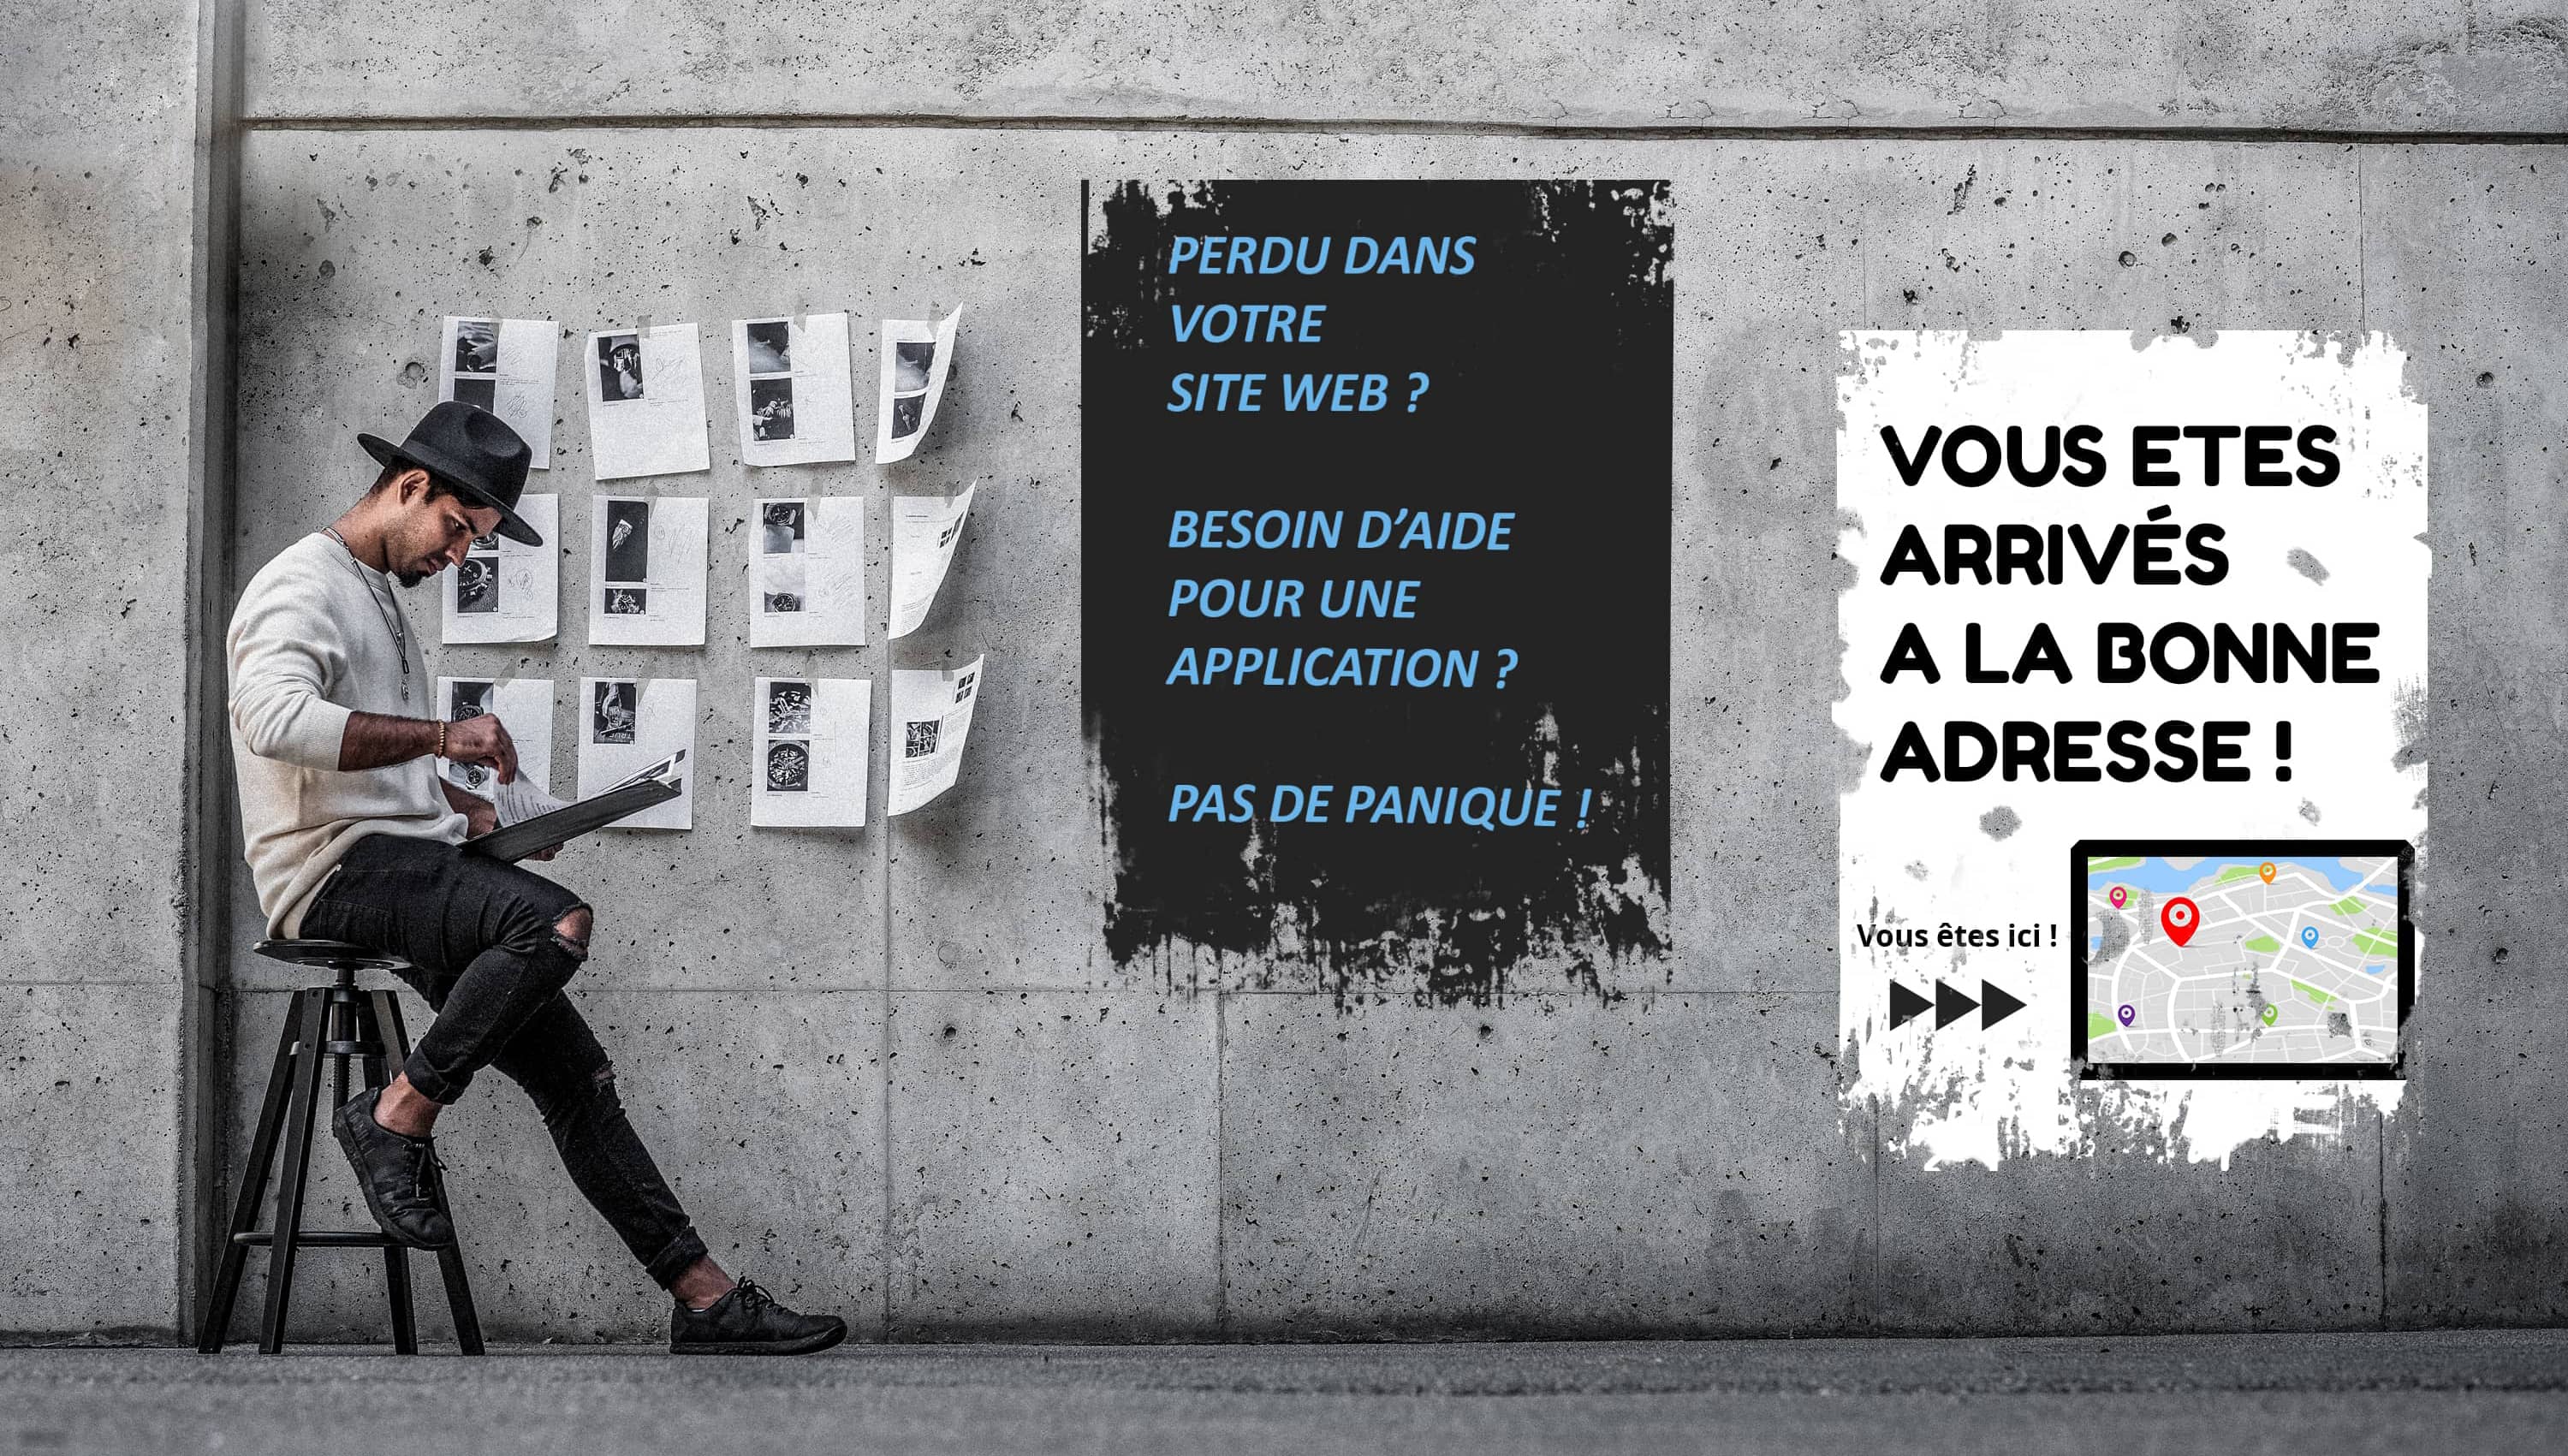 PERDU DANS
VOTRE
SITE WEB ?
BESOIN D’AIDE
POUR UNE
APPLICATION ?
PAS DE PANIQUE !
VOUS ETES
ARRIVÉS
A LA BONNE
ADRESSE !
Vous êtes ici !